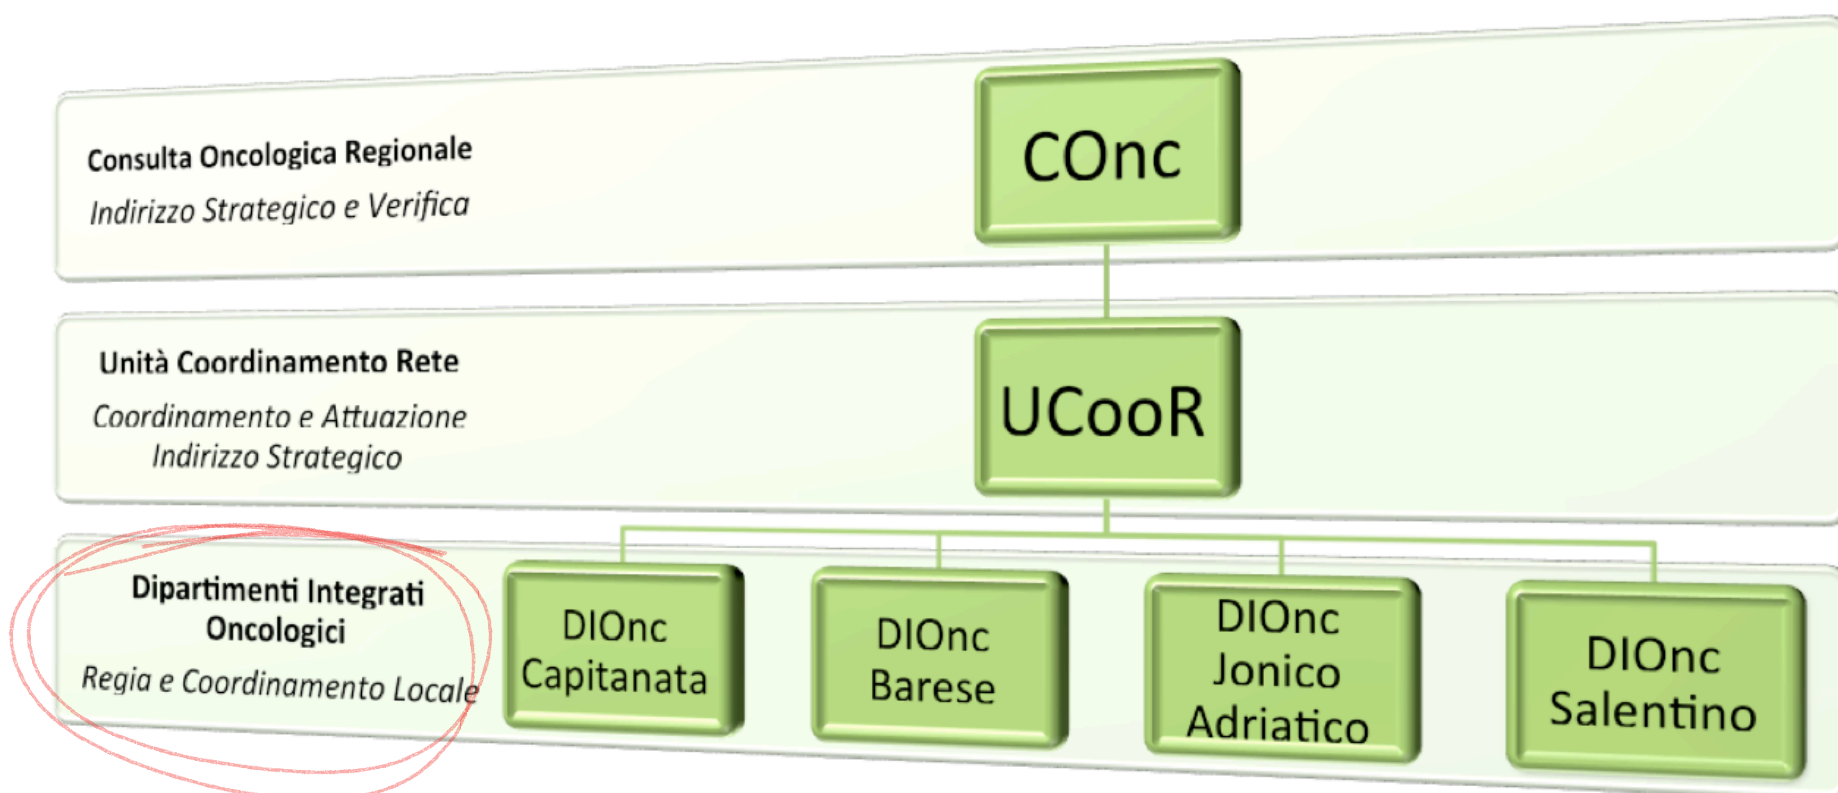 Consulta Oncologica Regionale
Indirizzo Strategico e Verifica
COnc
Unità Coordinamento Rete
Coordinamento e Attuazione
Indirizzo Strategico
UCooR
Dipartimenti Integrati
Oncologici
Regia e Coordinamento Locale
DIOnc
Capitanata
DIOnc
Barese
DIOnc
Jonico
Adriatico
DIOnc
Salentino